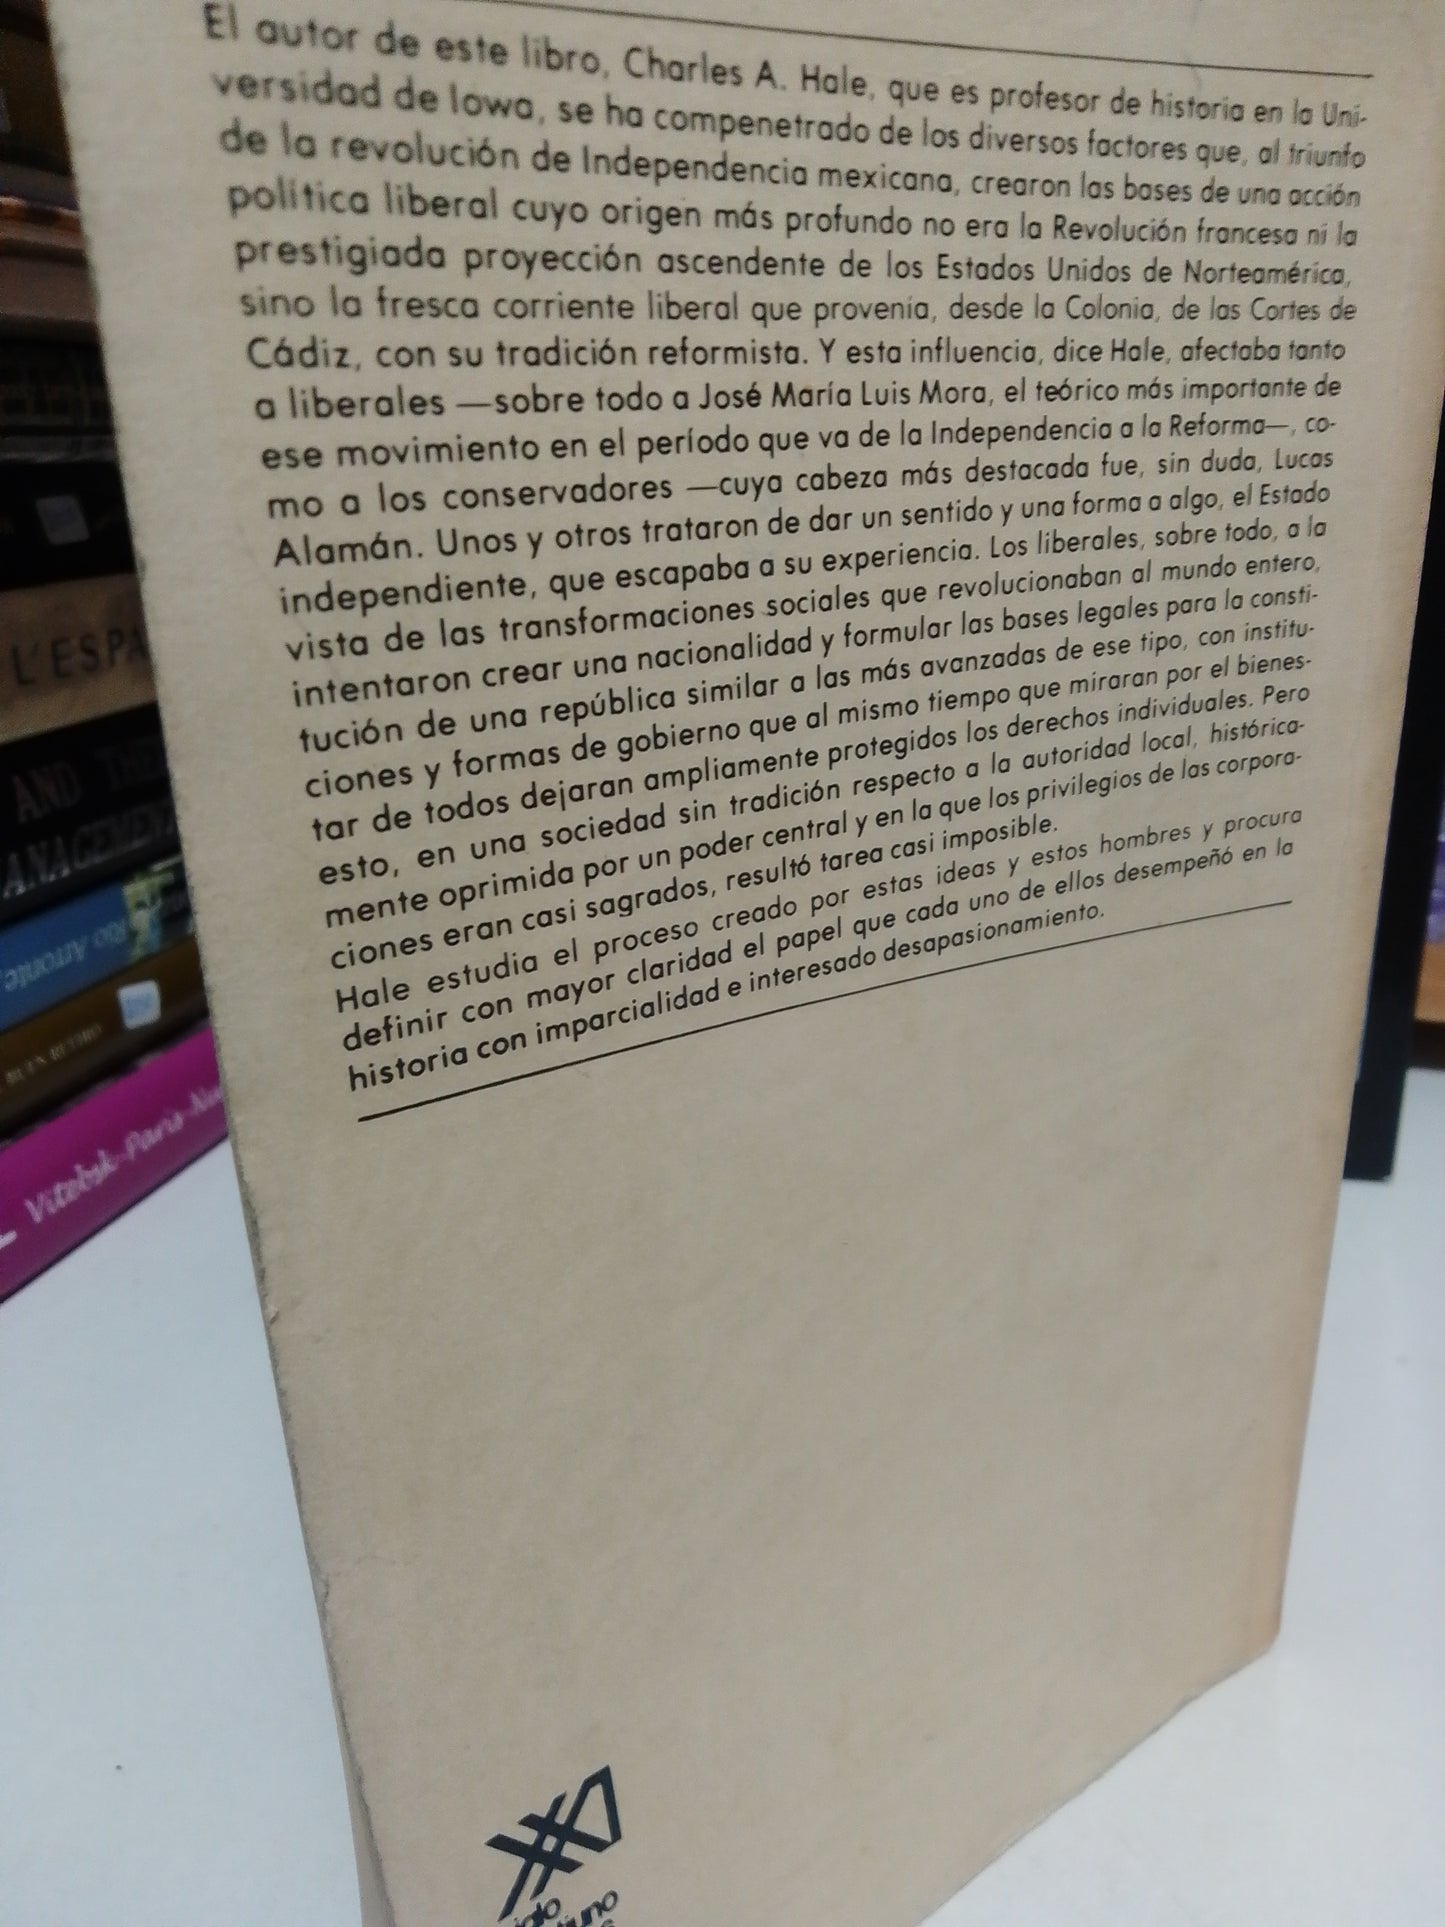 El autor de este libro, Charles A. Hale, que es profesor de historia en la Uni-
versidad de Iowa, se ha compenetrado de los diversos factores que, al triunfo
de la revolución de Independencia mexicana, crearon las bases de una acción
política liberal cuyo origen más profundo no era la Revolución francesa ni la
prestigiada proyección ascendente de los Estados Unidos de Norteamérica,
sino la fresca corriente liberal que provenía, desde la Colonia, de las Cortes de
Cádiz, con su tradición reformista. Y esta influencia, dice Hale, afectaba tanto
a liberales —sobre todo a José María Luis Mora, el teórico más importante de
ese movimiento en el período que va de la Independencia a la Reforma—, co-
mo a los conservadores —cuya cabeza más destacada fue, sin duda, Lucas
Alamán. Unos y otros trataron de dar un sentido y una forma a algo, el Estado
independiente, que escapaba a su experiencia. Los liberales, sobre todo, a la
vista de las transformaciones sociales que revolucionaban al mundo entero,
intentaron crear una nacionalidad y formular las bases legales para la consti-
tución de una república similar a las más avanzadas de ese tipo, con institu-
ciones y formas de gobierno que al mismo tiempo que miraran por el bienes-
tar de todos dejaran ampliamente protegidos los derechos individuales. Pero
esto, en una sociedad sin tradición respecto a la autoridad local, histórica-
mente oprimida por un poder central y en la que los privilegios de las corpora-
ciones eran casi sagrados, resultó tarea casi imposible.
Hale estudia el proceso creado por estas ideas y estos hombres y procura
definir con mayor claridad el papel que cada uno de ellos desempeñó en la
historia con imparcialidad e interesado desapasionamiento.
L'ESPA
AND THE
ANAGEMENT
BUEN RETIRO
Vitebsk-Paris-Nu